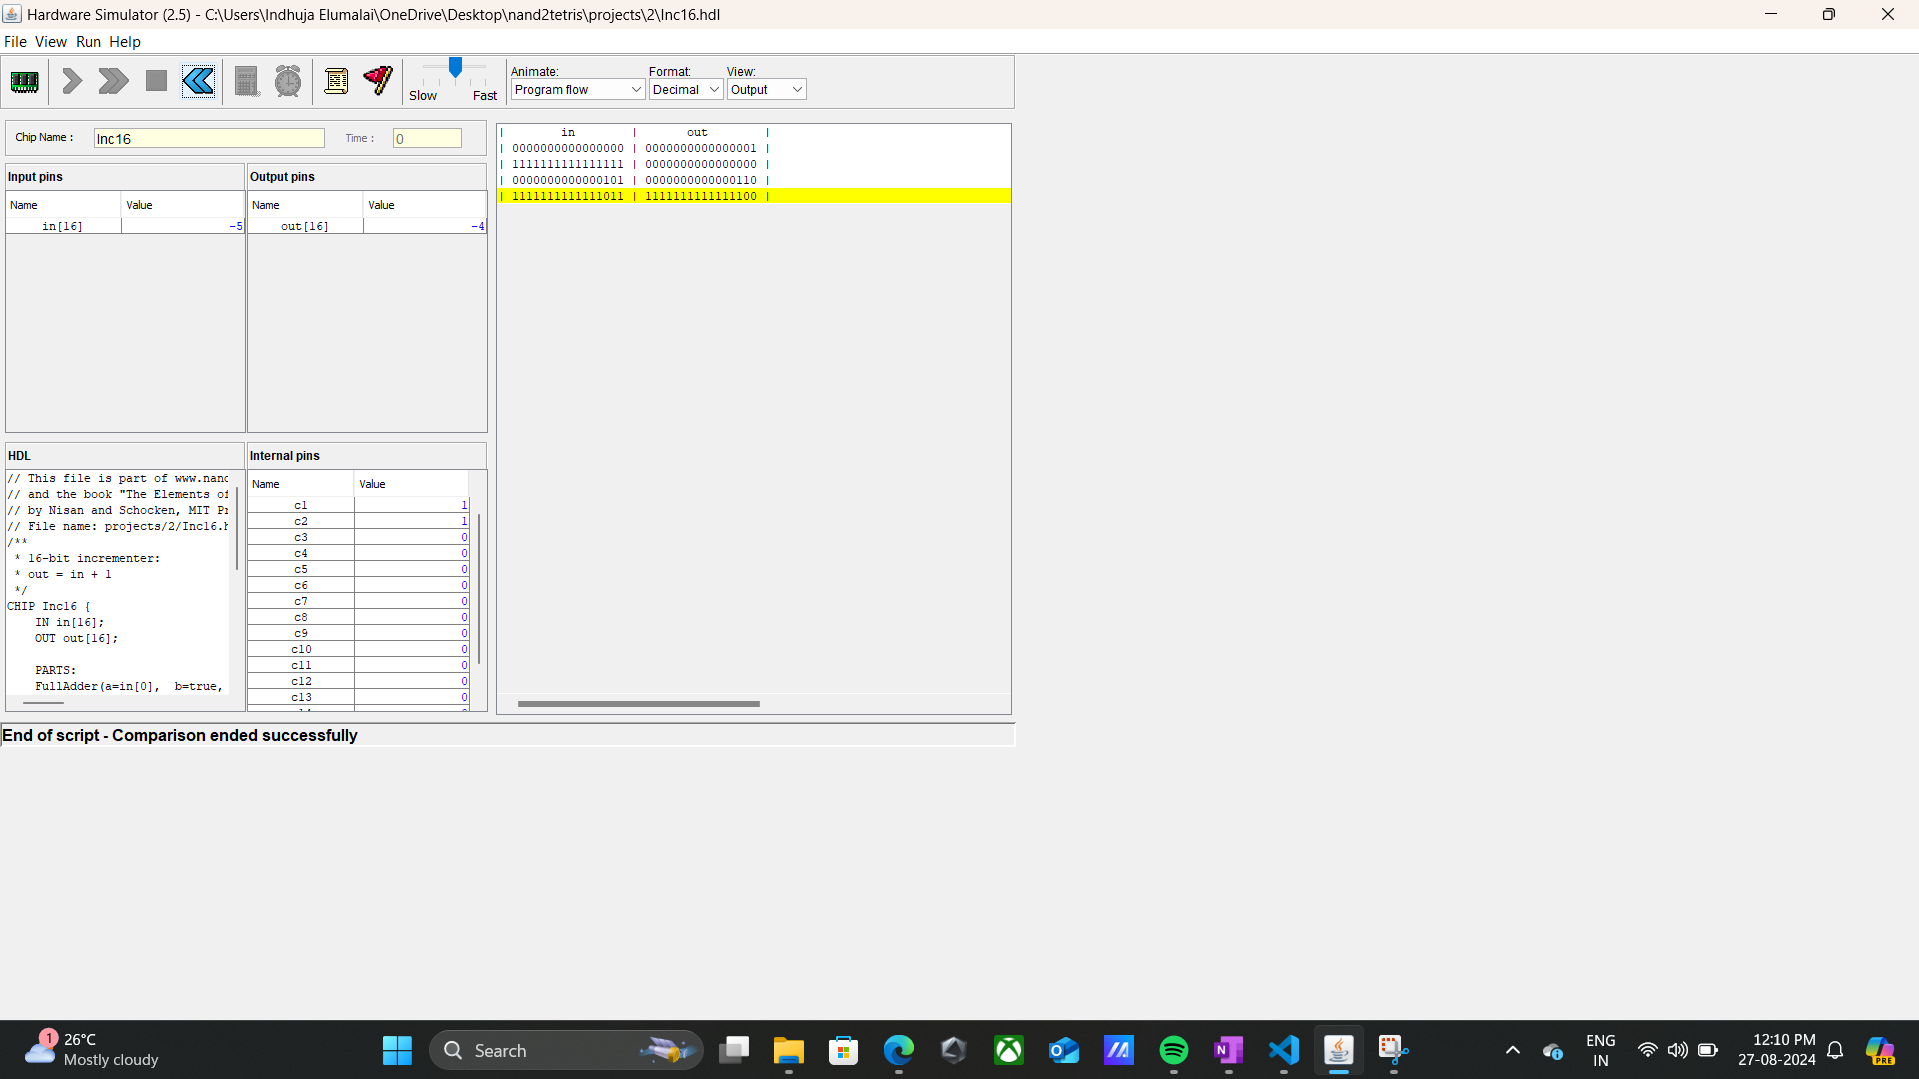 Hardware Simulator (2.5) - C:\Users\Indhuja Elumalai\OneDrive\Desktop\nand2tetris\projects\2\Inc16.hdl
File View Run Help
Slow Fast
Animate: Format: View:
Program flow Decimal Output
Chip Name : Inc16 Time : 0
Input pins
Name Value
in[16] -5
Output pins
Name Value
out[16] -4
HDL
// This file is part of www.nand
// and the book "The Elements of
// by Nisan and Schocken, MIT Pr
// File name: projects/2/Inc16.h
/**
* 16-bit incrementer:
* out = in + 1
*/
CHIP Inc16 {
IN in[16];
OUT out[16];
PARTS:
FullAdder(a=in[0], b=true,
Internal pins
Name Value
c1 1
c2 1
c3 0
c4 0
c5 0
c6 0
c7 0
c8 0
c9 0
c10 0
c11 0
c12 0
c13 0
| in | out |
| 0000000000000000 | 0000000000000001 |
| 1111111111111111 | 0000000000000000 |
| 0000000000000101 | 0000000000000110 |
| 1111111111111011 | 1111111111111100 |
End of script - Comparison ended successfully
1
26°C
Mostly cloudy
Search
ENG
IN
12:10 PM
27-08-2024
PRE